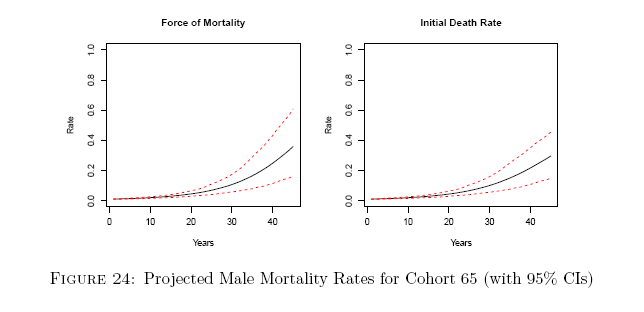 Force of Mortality
Initial Death Rate
Rate
1.0
0.8
0.6
0.4
0.2
0.0
0 10 20 30 40
Years
Rate
1.0
0.8
0.6
0.4
0.2
0.0
0 10 20 30 40
Years
FIGURE 24: Projected Male Mortality Rates for Cohort 65 (with 95% CIs)